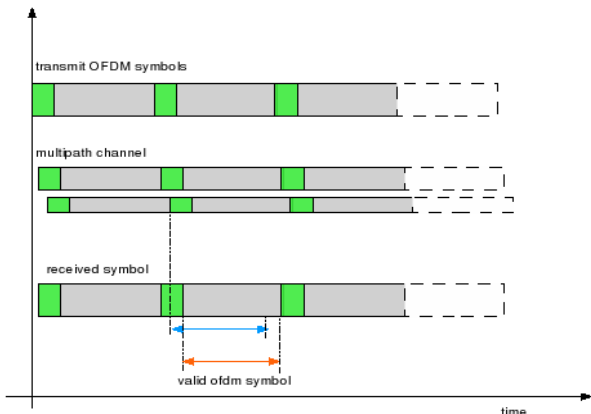 transmit OFDM symbols
multipath channel
received symbol
valid ofdm symbol
time